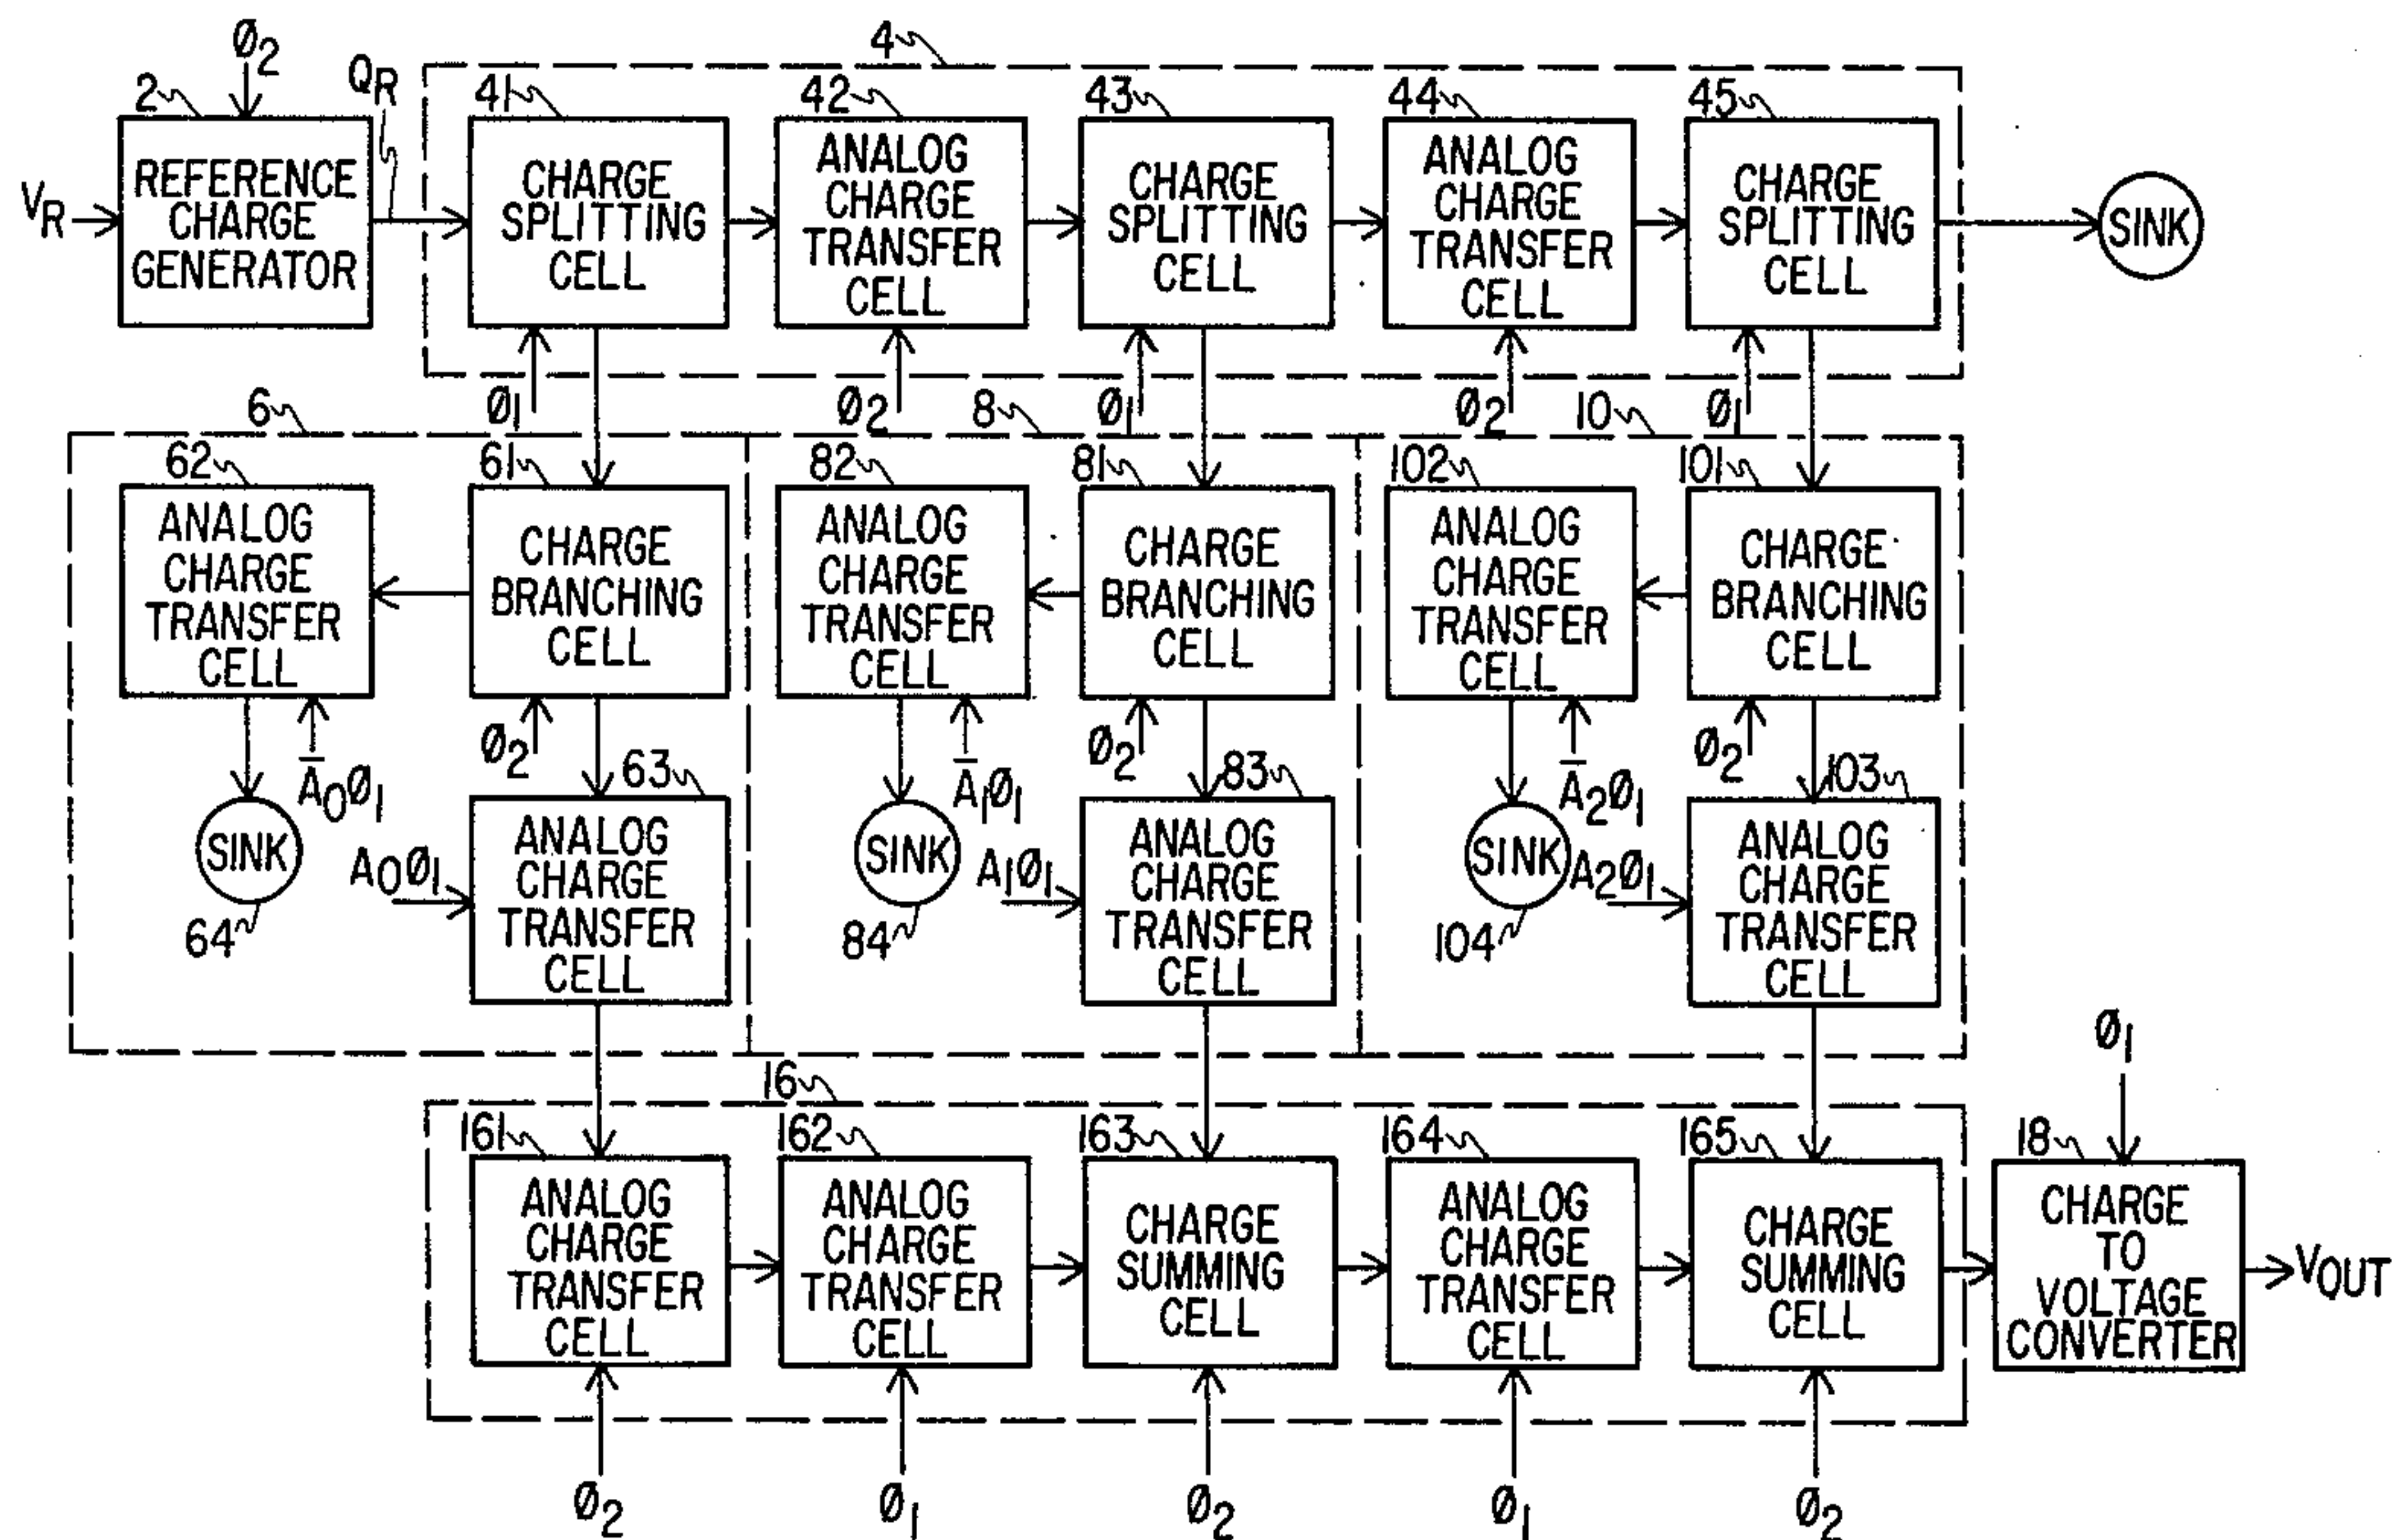 Ø2
4
2
QR
41
42
43
44
45
VR
REFERENCE
CHARGE
GENERATOR
CHARGE
SPLITTING
CELL
ANALOG
CHARGE
TRANSFER
CELL
CHARGE
SPLITTING
CELL
ANALOG
CHARGE
TRANSFER
CELL
CHARGE
SPLITTING
CELL
SINK
6
Ø1
Ø2
8
Ø1
Ø2
10
Ø1
62
61
82
81
102
101
ANALOG
CHARGE
TRANSFER
CELL
CHARGE
BRANCHING
CELL
ANALOG
CHARGE
TRANSFER
CELL
CHARGE
BRANCHING
CELL
ANALOG
CHARGE
TRANSFER
CELL
CHARGE
BRANCHING
CELL
Ā0Ø1
Ø2
63
Ā1Ø1
Ø2
83
Ā2Ø1
Ø2
103
SINK
64
A0Ø1
ANALOG
CHARGE
TRANSFER
CELL
SINK
84
A1Ø1
ANALOG
CHARGE
TRANSFER
CELL
SINK
104
A2Ø1
ANALOG
CHARGE
TRANSFER
CELL
Ø1
16
161
162
163
164
165
18
ANALOG
CHARGE
TRANSFER
CELL
ANALOG
CHARGE
TRANSFER
CELL
CHARGE
SUMMING
CELL
ANALOG
CHARGE
TRANSFER
CELL
CHARGE
SUMMING
CELL
CHARGE
TO
VOLTAGE
CONVERTER
VOUT
Ø2
Ø1
Ø2
Ø1
Ø2